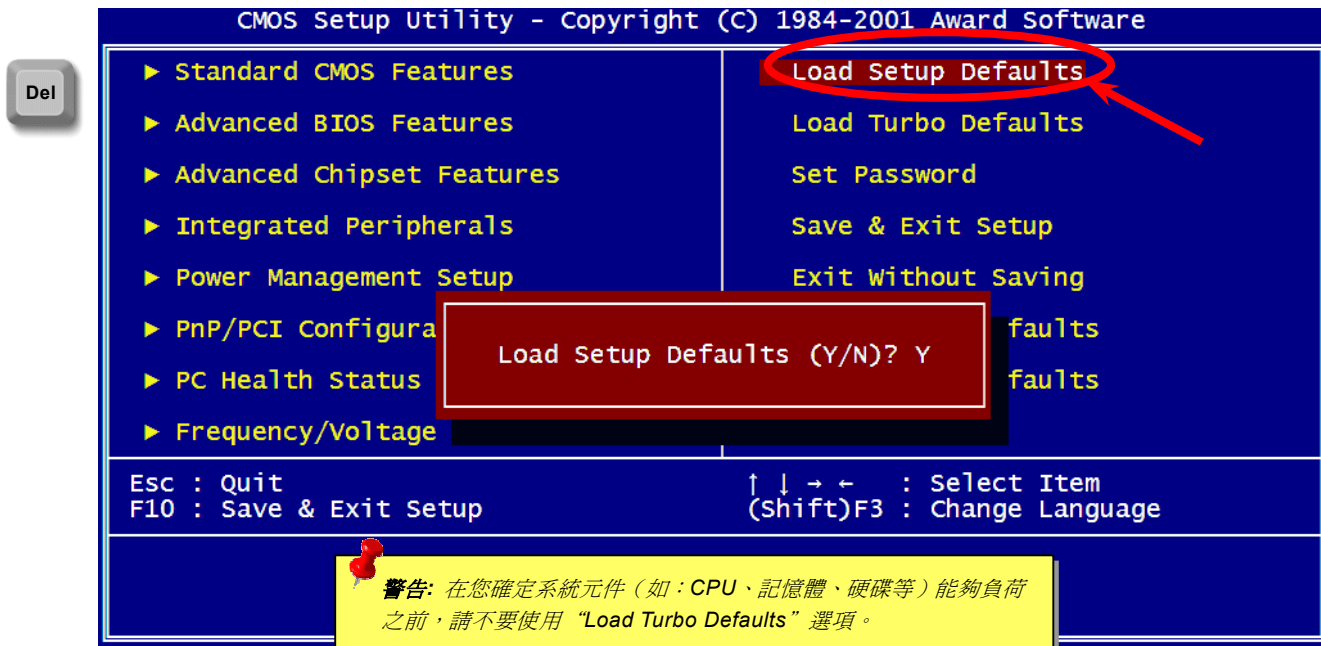 CMOS Setup Utility - Copyright (C) 1984-2001 Award Software
Del
► Standard CMOS Features
► Advanced BIOS Features
► Advanced Chipset Features
► Integrated Peripherals
► Power Management Setup
► PnP/PCI Configura
► PC Health Status
► Frequency/Voltage
Load Setup Defaults
Load Turbo Defaults
Set Password
Save & Exit Setup
Exit Without Saving
faults
faults
Load Setup Defaults (Y/N)? Y
Esc : Quit
F10 : Save & Exit Setup
↑ ↓ → ← : Select Item
(Shift)F3 : Change Language
警告: 在您確定系統元件（如：CPU、記憶體、硬碟等）能夠負荷
之前，請不要使用 “Load Turbo Defaults” 選項。